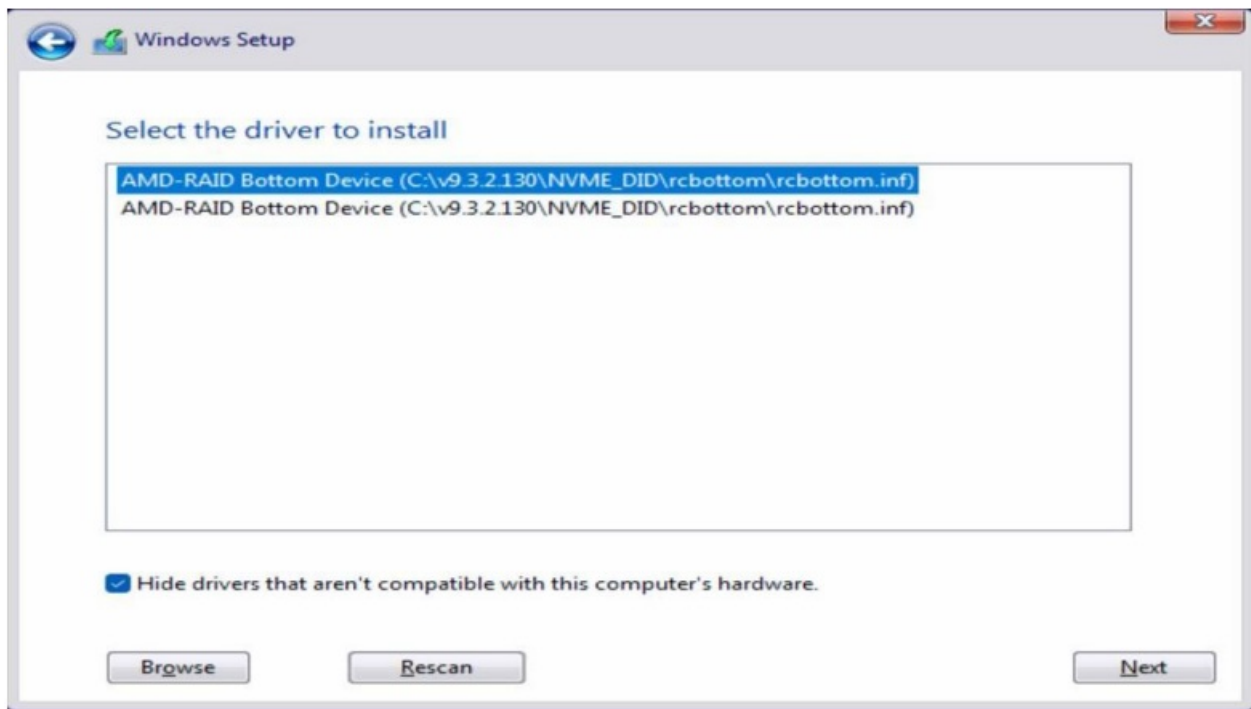 Windows Setup
Select the driver to install
AMD-RAID Bottom Device (C:\v9.3.2.130\NVME_DID\rcbottom\rcbottom.inf)
AMD-RAID Bottom Device (C:\v9.3.2.130\NVME_DID\rcbottom\rcbottom.inf)
Hide drivers that aren't compatible with this computer's hardware.
Browse
Rescan
Next